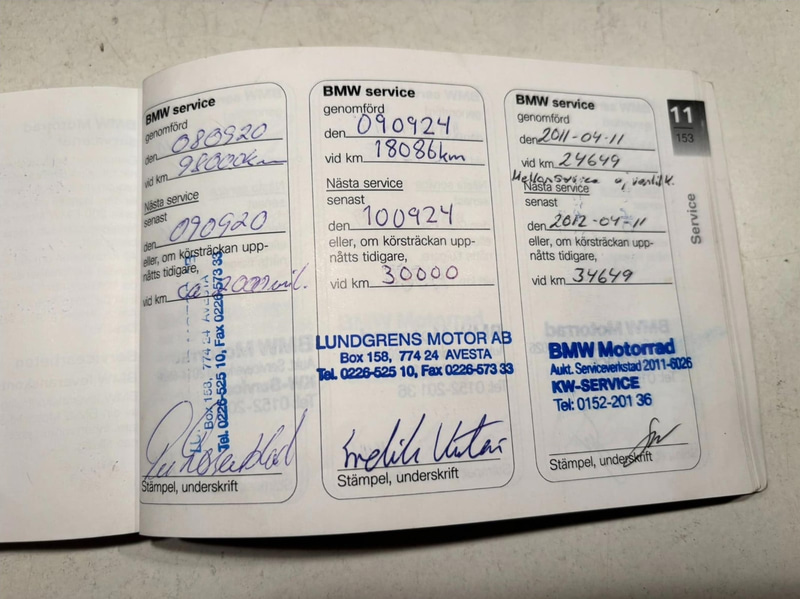 BMW service
genomförd
den 080920
vid km
Nästa service
senast
den 090920
eller, om körsträckan upp-
nåtts tidigare,
vid km ca
Box 158, 774 24 AVESTA
Tel. 0226-525 10, Fax 0226-573 33
Stämpel, underskrift
BMW service
genomförd
den 090924
vid km 18086km
Nästa service
senast
den 100924
eller, om körsträckan upp-
nåtts tidigare,
vid km 30000
LUNDGRENS MOTOR AB
Box 158, 774 24 AVESTA
Tel. 0226-525 10, Fax 0226-573 33
Stämpel, underskrift
BMW service
genomförd
den 2011-04-11
vid km 24649
Nästa service
senast
den 2012-04-11
eller, om körsträckan upp-
nåtts tidigare,
vid km 34649
BMW Motorrad
Aukt. Serviceverkstad 2011-6026
KW-SERVICE
Tel: 0152-201 36
Stämpel, underskrift
11
153
Service